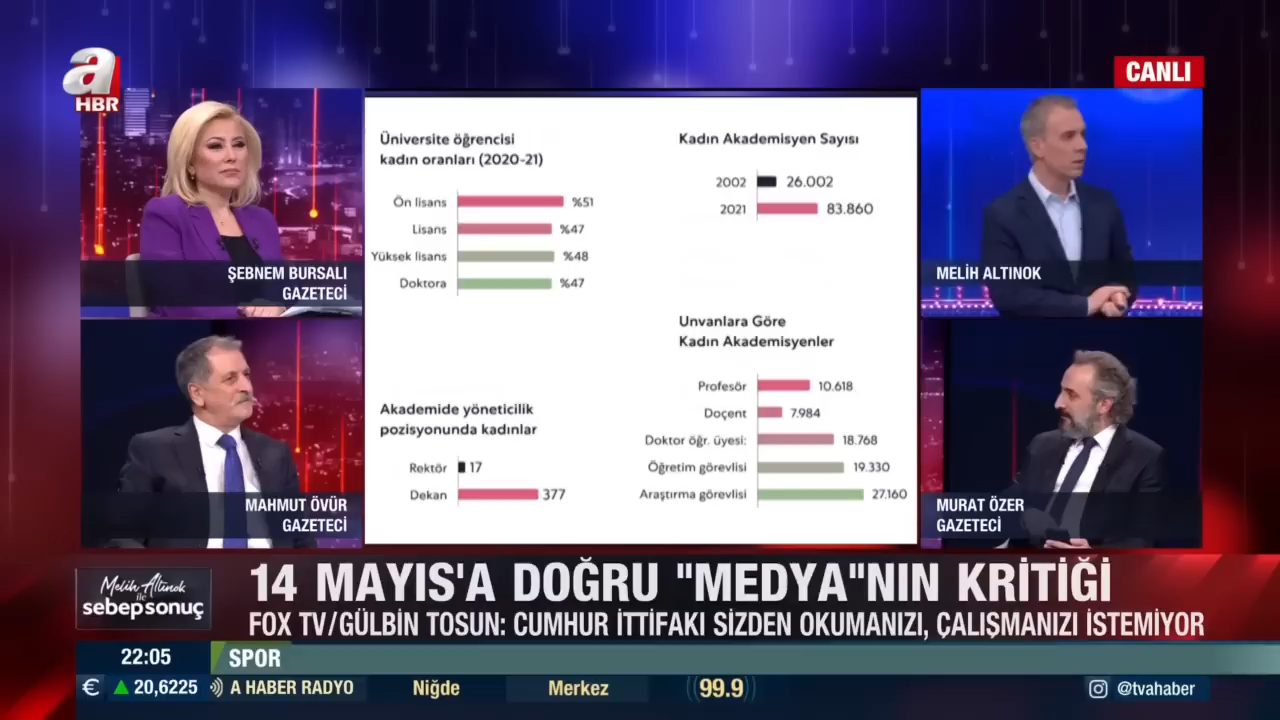 a
HBR
CANLI
ŞEBNEM BURSALI
GAZETECİ
MAHMUT ÖVÜR
GAZETECİ
Üniversite öğrencisi
kadın oranları (2020-21)
Ön lisans %51
Lisans %47
Yüksek lisans %48
Doktora %47
Akademide yöneticilik
pozisyonunda kadınlar
Rektör 17
Dekan 377
Kadın Akademisyen Sayısı
2002 26.002
2021 83.860
Unvanlara Göre
Kadın Akademisyenler
Profesör 10.618
Doçent 7.984
Doktor öğr. üyesi: 18.768
Öğretim görevlisi 19.330
Araştırma görevlisi 27.160
MELİH ALTINOK
MURAT ÖZER
GAZETECİ
Melih Altınok
ile
sebep sonuç
14 MAYIS'A DOĞRU "MEDYA"NIN KRİTİĞİ
FOX TV/GÜLBİN TOSUN: CUMHUR İTTİFAKI SİZDEN OKUMANIZI, ÇALIŞMANIZI İSTEMİYOR
22:05 SPOR
€ ▲ 20,6225 A HABER RADYO Niğde Merkez 99.9 @tvahaber